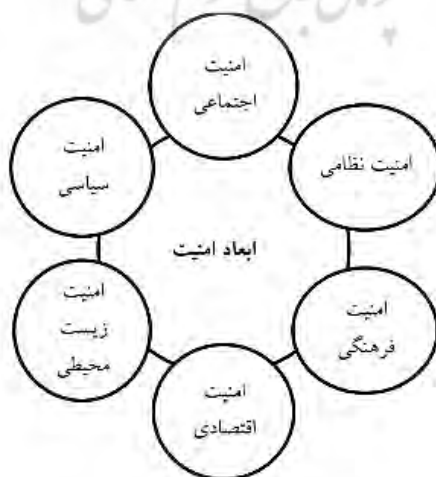 امنیت
اجتماعی
امنیت نظامی
امنیت
فرهنگی
امنیت
اقتصادی
امنیت
زیست
محیطی
امنیت
سیاسی
ابعاد امنیت